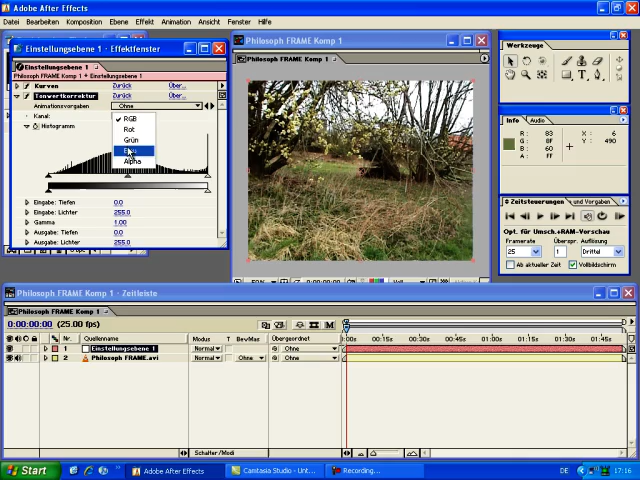 Adobe After Effects
Datei Bearbeiten Komposition Ebene Effekt Animation Ansicht Fenster Hilfe
Einstellungsebene 1 · Effektfenster
Einstellungsebene 1
Philosoph FRAME Komp 1 • Einstellungsebene 1
Kurven Zurück Über...
Tonwertkorrektur Zurück Über...
Animationsvorgaben Ohne
Kanal:
RGB
Rot
Grün
Alpha
Histogramm
Eingabe: Tiefen 0.0
Eingabe: Lichter 255.0
Gamma 1.00
Ausgabe: Tiefen 0.0
Ausgabe: Lichter 255.0
Philosoph FRAME Komp 1
Philosoph FRAME Komp 1
Werkzeuge
Info Audio
R: 83 X: 6
G: 8f Y: 490
B: 60
A: ff
Zeitsteuerungen und Vorgaben
Opt. für Umsch.+RAM-Vorschau
Framerate Überspr. Auflösung
25 1 Drittel
Ab aktueller Zeit Vollbildschirm
Philosoph FRAME Komp 1 · Zeitleiste
Philosoph FRAME Komp 1
0:00:00:00 (25.00 fps)
Nr. Quellenname Modus T BewMas Übergeordnet
:00s 00:15s 00:30s 00:45s 01:00s 01:15s 01:30s 01:45s
1 Einstellungsebene 1 Normal Ohne
2 Philosoph FRAME.avi Normal Ohne Ohne
Schalter/Modi
Start Adobe After Effects Camtasia Studio - Unt... Recording... DE 17:16